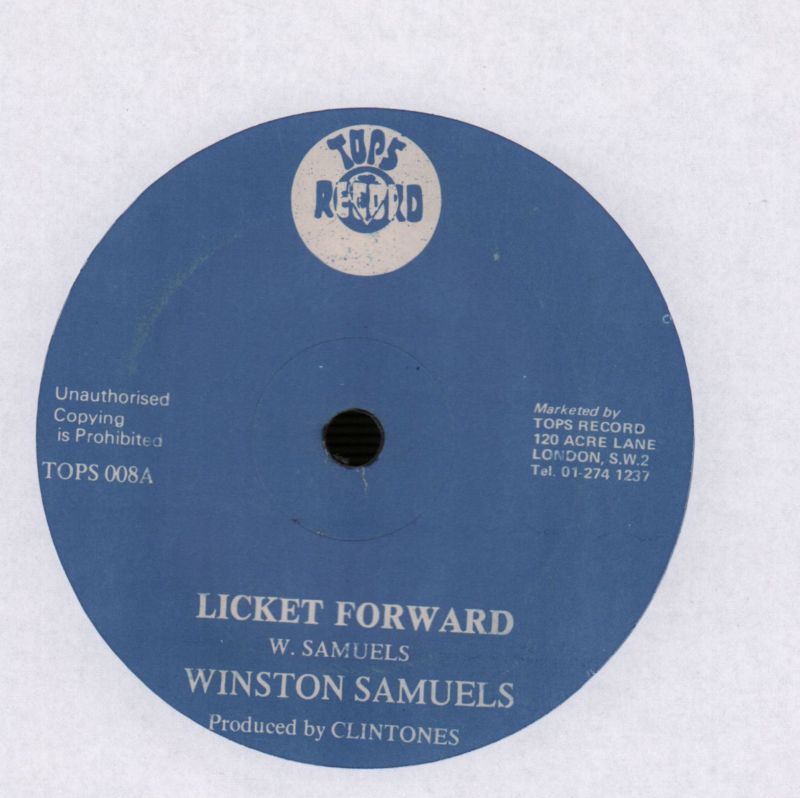 TOPS
RECORD
Unauthorised
Copying
is Prohibited
TOPS 008A
Marketed by
TOPS RECORD
120 ACRE LANE
LONDON, S.W.2
Tel. 01-274 1237
LICKET FORWARD
W. SAMUELS
WINSTON SAMUELS
Produced by CLINTONES